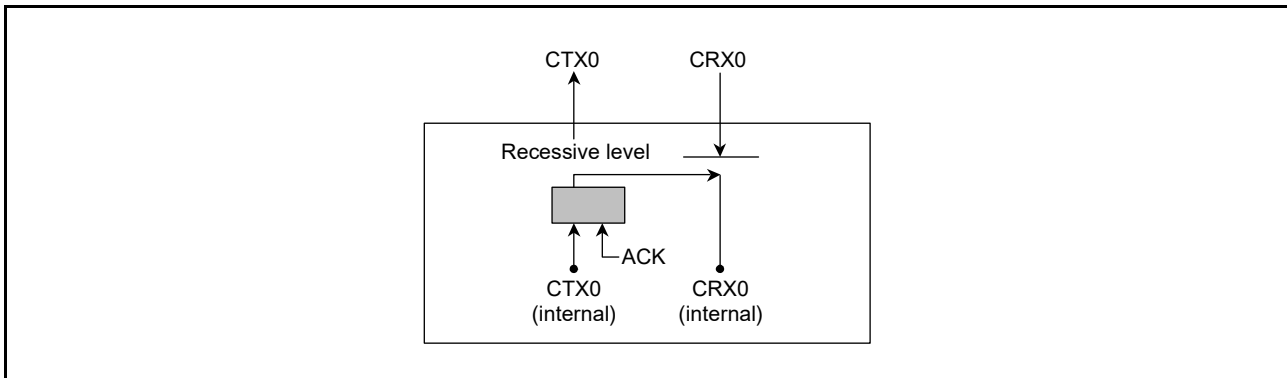 CTX0
CRX0
Recessive level
ACK
CTX0
(internal)
CRX0
(internal)